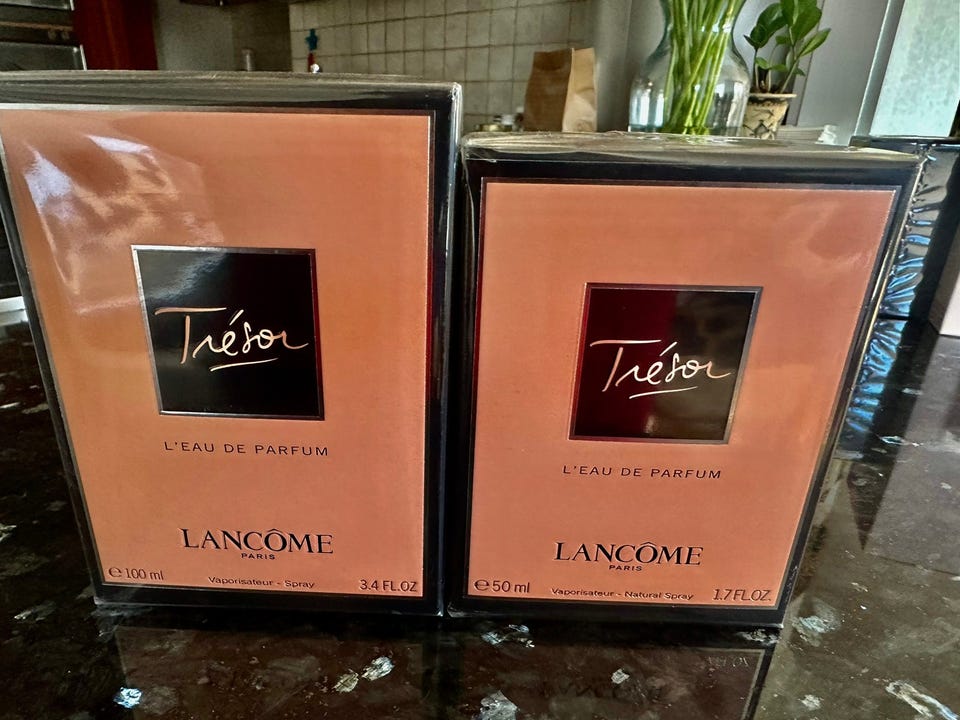 Trésor
L'EAU DE PARFUM
LANCÔME
PARIS
℮ 100 ml
Vaporisateur - Spray
3.4 FL.OZ
Trésor
L'EAU DE PARFUM
LANCÔME
PARIS
℮ 50 ml
Vaporisateur - Natural Spray
1.7 FL.OZ.